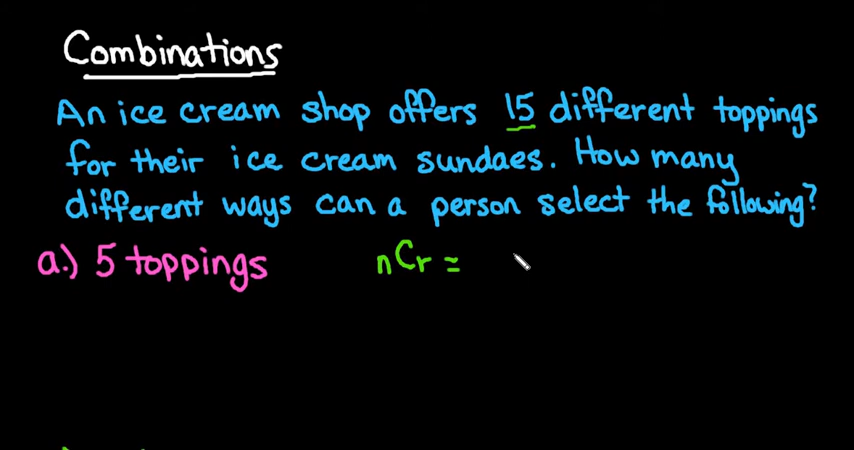 Combinations
An ice cream shop offers 15 different toppings
for their ice cream sundaes. How many
different ways can a person select the following?
a.) 5 toppings nCr =